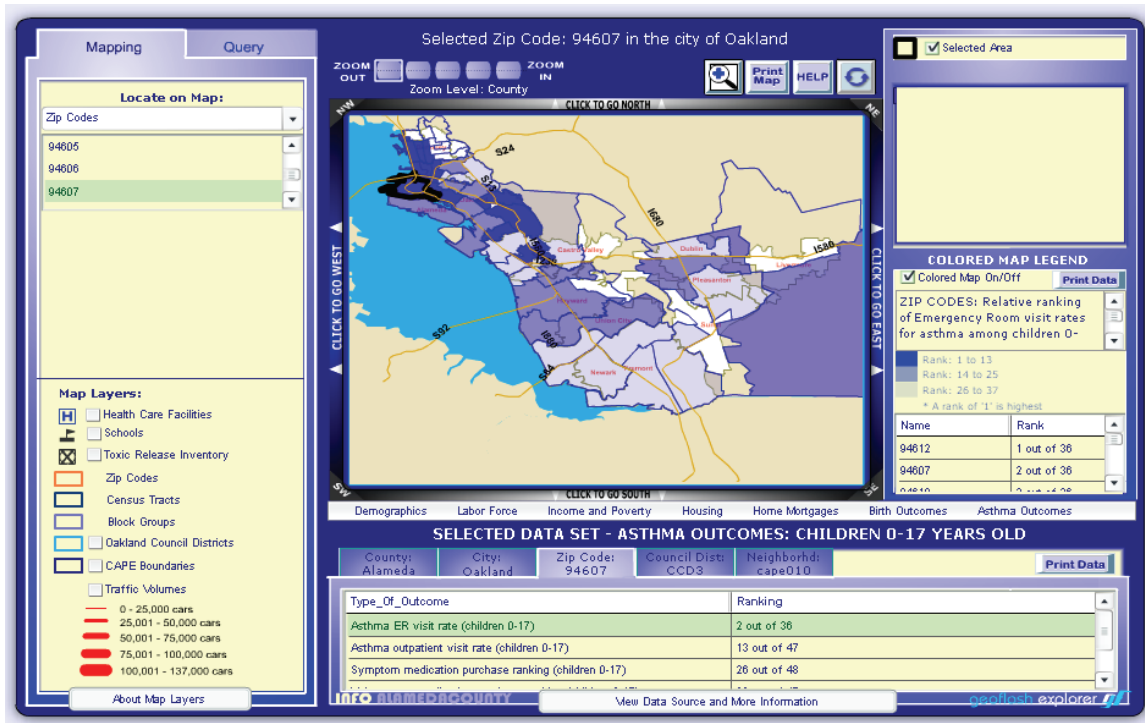 Mapping
Query
Locate on Map:
Zip Codes
94605
94606
94607
Map Layers:
Health Care Facilities
Schools
Toxic Release Inventory
Zip Codes
Census Tracts
Block Groups
Oakland Council Districts
CAPE Boundaries
Traffic Volumes
0 - 25,000 cars
25,001 - 50,000 cars
50,001 - 75,000 cars
75,001 - 100,000 cars
100,001 - 137,000 cars
About Map Layers
Selected Zip Code: 94607 in the city of Oakland
ZOOM OUT
ZOOM IN
Zoom Level: County
Print Map
HELP
NW
CLICK TO GO NORTH
NE
CLICK TO GO WEST
CLICK TO GO EAST
S24
S13
I680
I580
I580
Alameda
Castro Valley
Dublin
Livermore
Pleasanton
Hayward
Union City
Sunol
S92
I880
S84
Newark
Fremont
SW
CLICK TO GO SOUTH
SE
Selected Area
COLORED MAP LEGEND
Colored Map On/Off
Print Data
ZIP CODES: Relative ranking
of Emergency Room visit rates
for asthma among children 0-
Rank: 1 to 13
Rank: 14 to 25
Rank: 26 to 37
* A rank of '1' is highest
Name Rank
94612 1 out of 36
94607 2 out of 36
Demographics Labor Force Income and Poverty Housing Home Mortgages Birth Outcomes Asthma Outcomes
SELECTED DATA SET - ASTHMA OUTCOMES: CHILDREN 0-17 YEARS OLD
County: Alameda
City: Oakland
Zip Code: 94607
Council Dist: CCD3
Neighborhd: cape010
Print Data
Type_Of_Outcome Ranking
Asthma ER visit rate (children 0-17) 2 out of 36
Asthma outpatient visit rate (children 0-17) 13 out of 47
Symptom medication purchase ranking (children 0-17) 26 out of 48
INFO ALAMEDACOUNTY
View Data Source and More Information
geoflash explorer